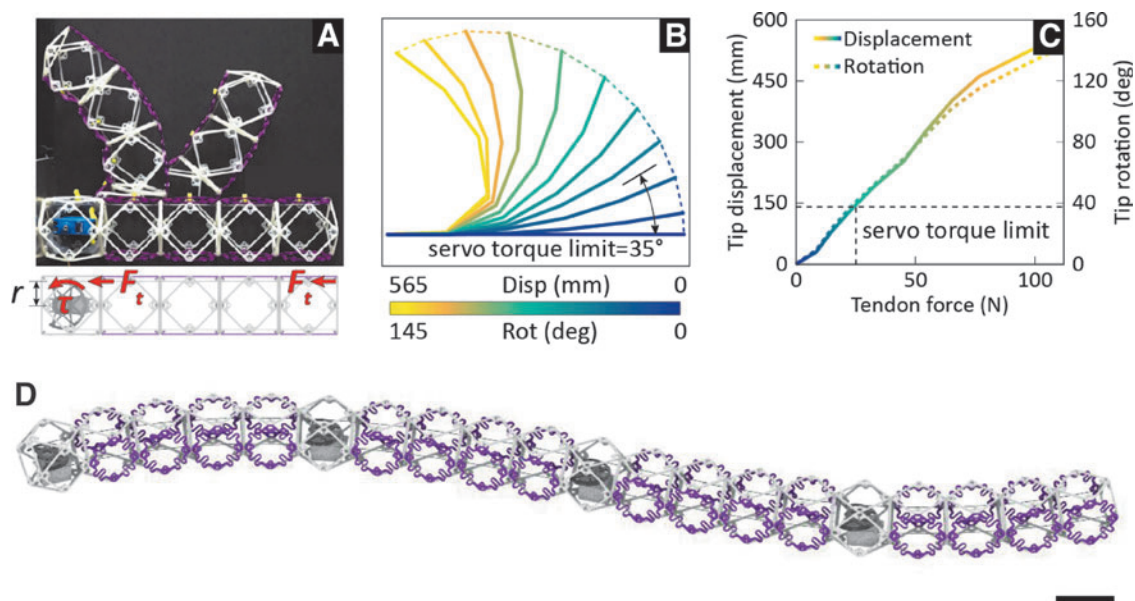 A
r
τ
F_t
F_t
B
servo torque limit=35°
565 Disp (mm) 0
145 Rot (deg) 0
C
600
450
300
150
0
Tip displacement (mm)
Displacement
Rotation
servo torque limit
160
120
80
40
0
Tip rotation (deg)
0 50 100
Tendon force (N)
D